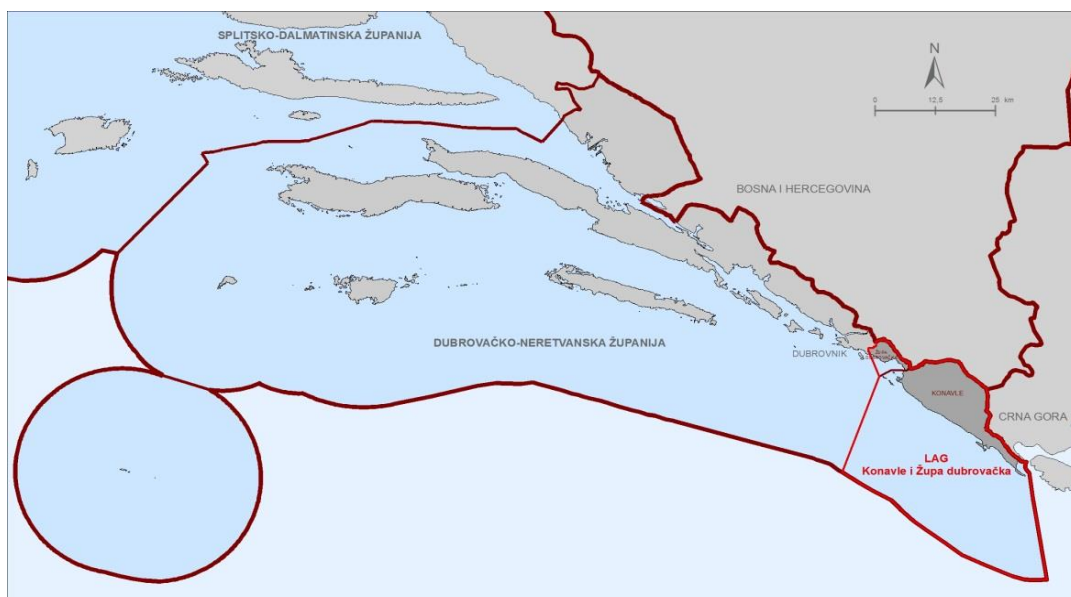 SPLITSKO-DALMATINSKA ŽUPANIJA
N
0 12,5 25 km
BOSNA I HERCEGOVINA
DUBROVAČKO-NERETVANSKA ŽUPANIJA
DUBROVNIK
KONAVLE
CRNA GORA
LAG
Konavle i Župa dubrovačka